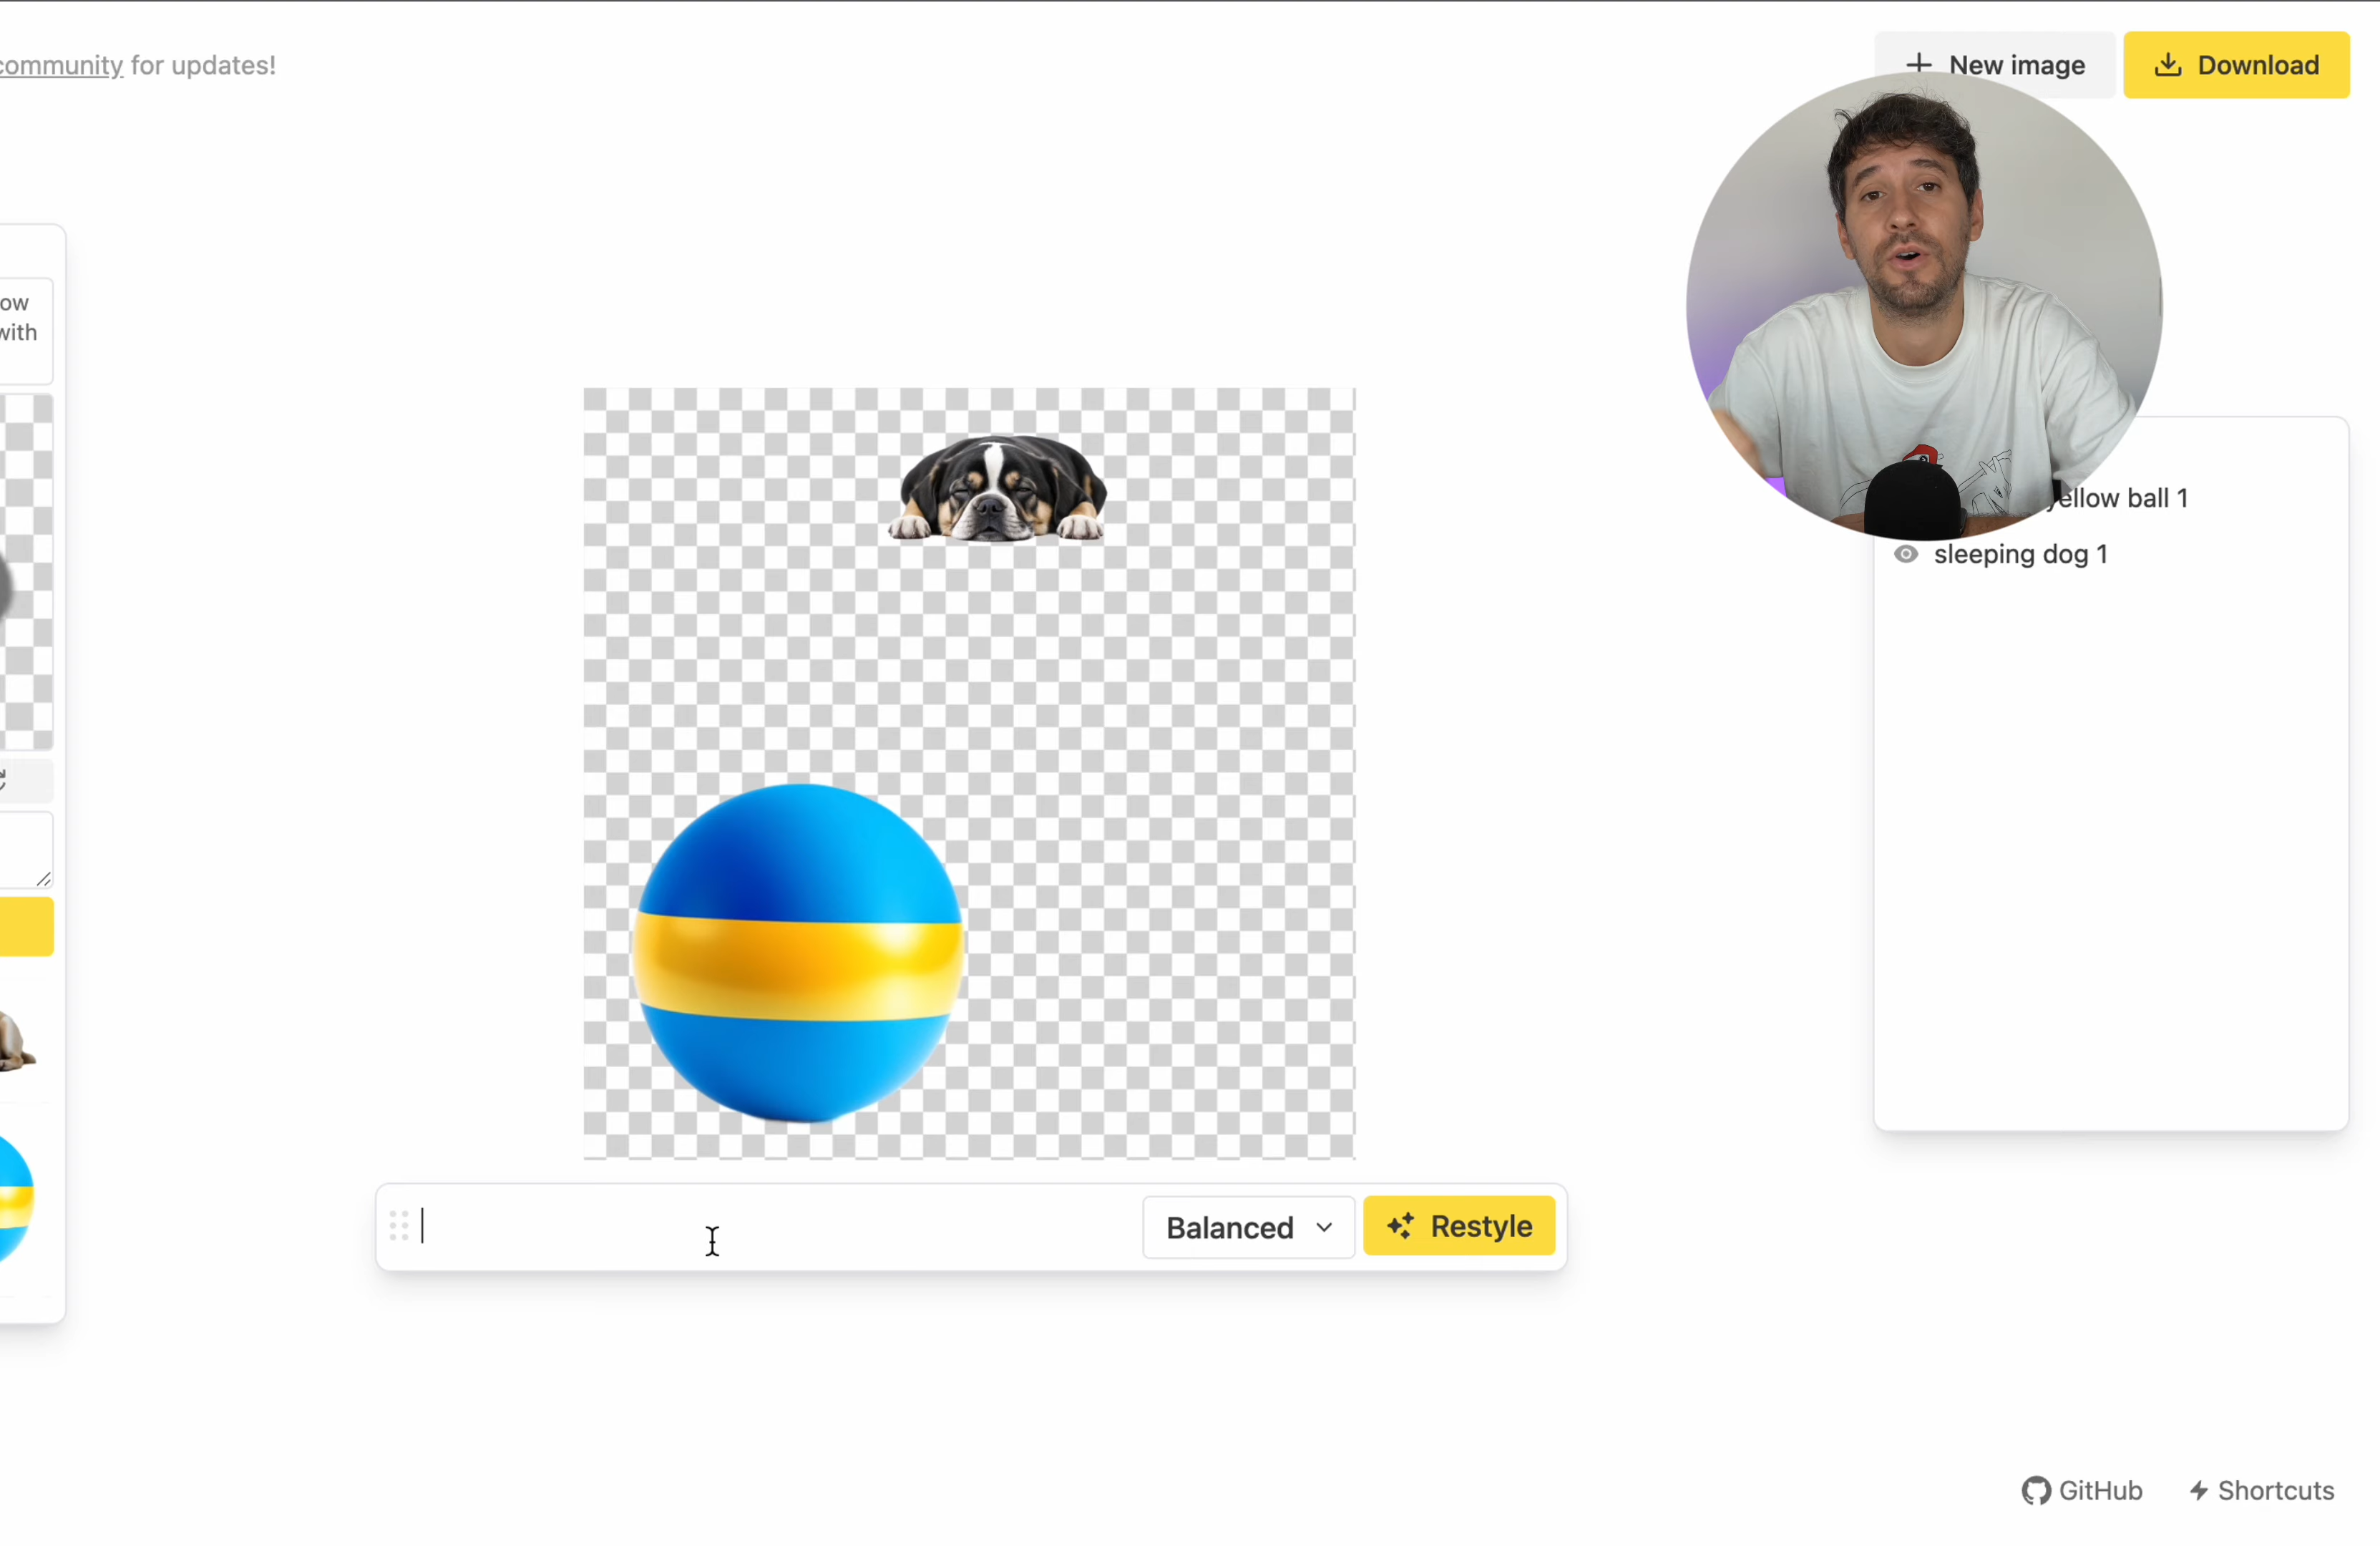 community for updates!
New image
Download
ow
with
ellow ball 1
sleeping dog 1
Balanced
Restyle
GitHub
Shortcuts